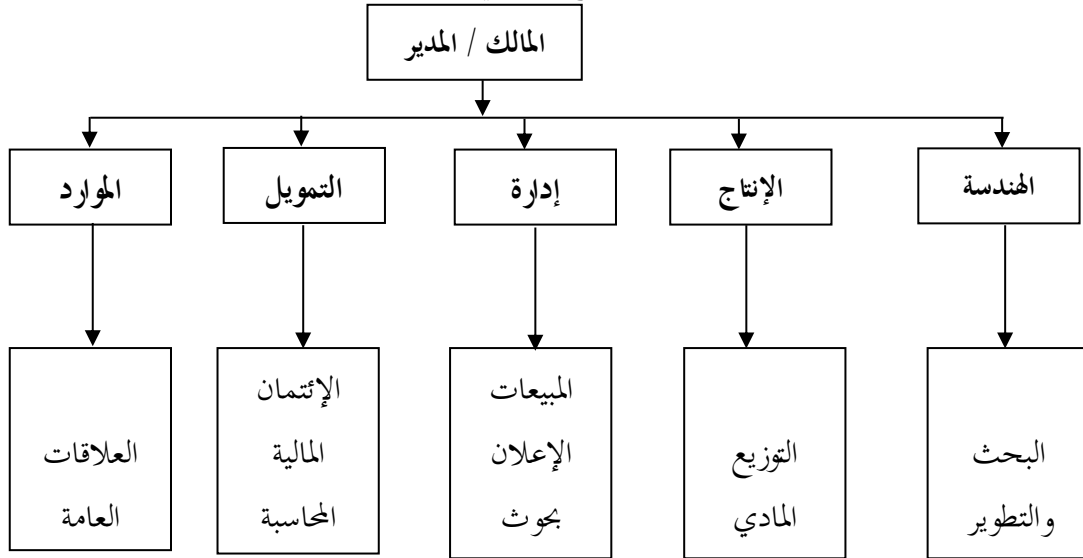 المالك / المدير
الهندسة
الإنتاج
إدارة
التمويل
الموارد
البحث
والتطوير
التوزيع
المادي
المبيعات
الإعلان
بحوث
الإئتمان
المالية
المحاسبة
العلاقات
العامة